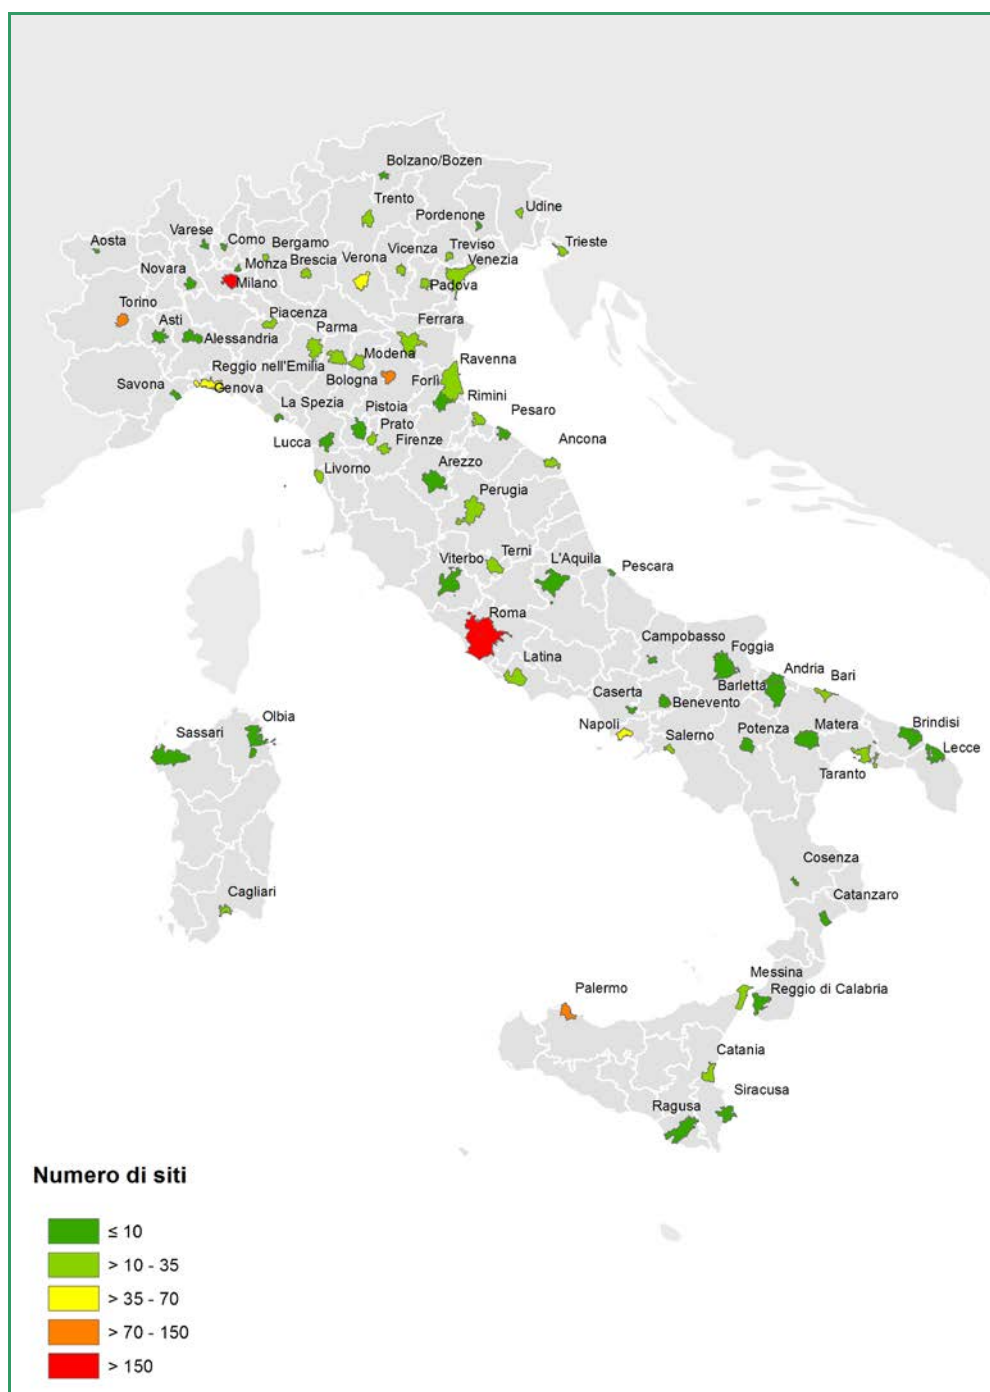 Bolzano/Bozen
Trento
Udine
Pordenone
Varese
Como
Bergamo
Vicenza
Treviso
Trieste
Aosta
Monza
Brescia
Verona
Venezia
Novara
Milano
Padova
Torino
Piacenza
Ferrara
Asti
Parma
Alessandria
Modena
Ravenna
Reggio nell'Emilia
Bologna
Forlì
Savona
Genova
Rimini
La Spezia
Pistoia
Pesaro
Prato
Lucca
Firenze
Ancona
Livorno
Arezzo
Perugia
Viterbo
Terni
L'Aquila
Pescara
Roma
Campobasso
Foggia
Latina
Andria
Bari
Barletta
Caserta
Benevento
Olbia
Sassari
Napoli
Potenza
Matera
Brindisi
Salerno
Lecce
Taranto
Cosenza
Cagliari
Catanzaro
Messina
Palermo
Reggio di Calabria
Catania
Siracusa
Ragusa
Numero di siti
≤ 10
> 10 - 35
> 35 - 70
> 70 - 150
> 150